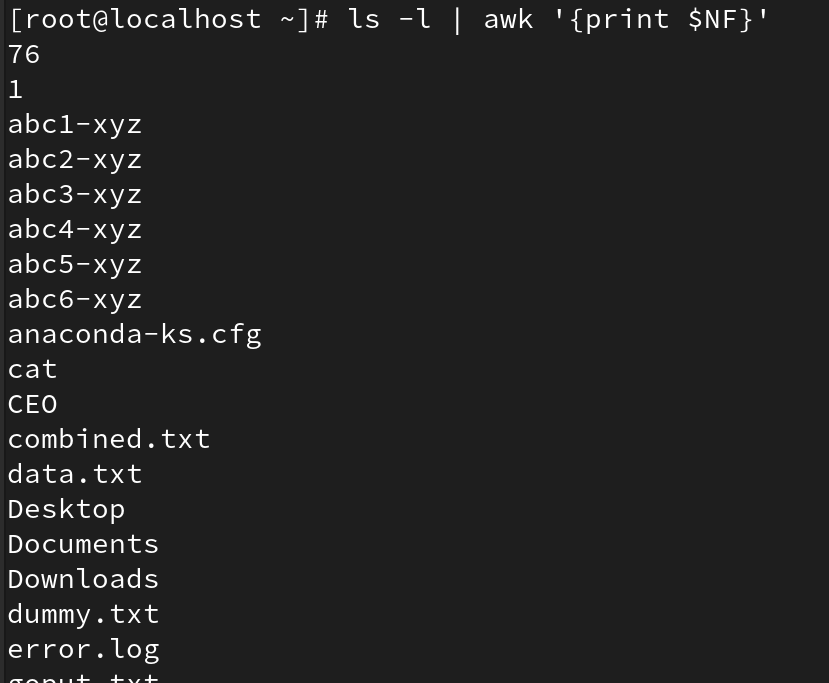 [root@localhost ~]# ls -l | awk '{print $NF}'
76
1
abc1-xyz
abc2-xyz
abc3-xyz
abc4-xyz
abc5-xyz
abc6-xyz
anaconda-ks.cfg
cat
CEO
combined.txt
data.txt
Desktop
Documents
Downloads
dummy.txt
error.log